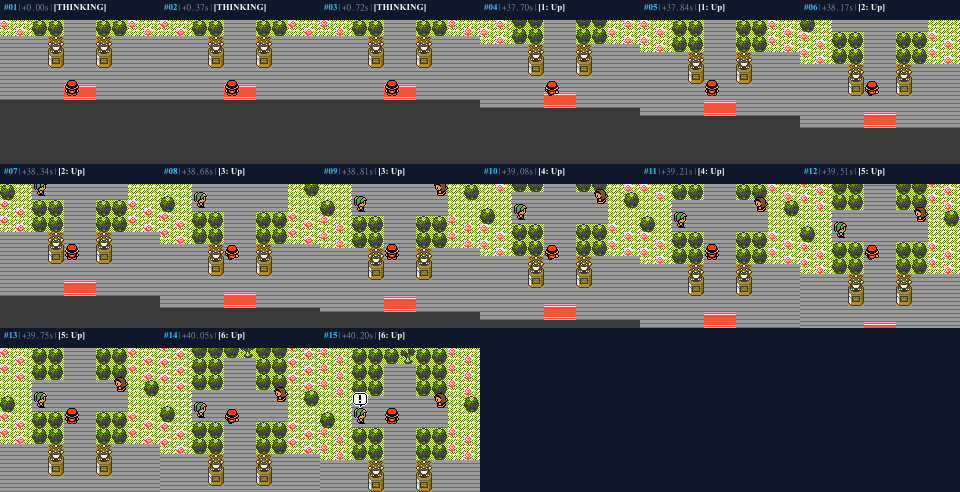 #01|+0.00s|[THINKING]
#02|+0.37s|[THINKING]
#03|+0.72s|[THINKING]
#04|+37.70s|[1: Up]
#05|+37.84s|[1: Up]
#06|+38.17s|[2: Up]
#07|+38.34s|[2: Up]
#08|+38.68s|[3: Up]
#09|+38.81s|[3: Up]
#10|+39.08s|[4: Up]
#11|+39.21s|[4: Up]
#12|+39.51s|[5: Up]
#13|+39.75s|[5: Up]
#14|+40.05s|[6: Up]
#15|+40.20s|[6: Up]
!